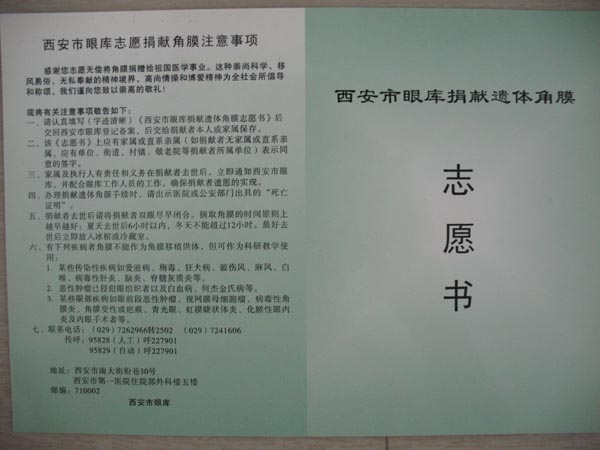 西安市眼库志愿捐献角膜注意事项
感谢您志愿无偿将角膜捐赠给祖国医学事业。这种崇尚科学、移
风易俗、无私奉献的精神境界、高尚情操和博爱精神为全社会所倡导
和称颂，我们谨向您致以崇高的敬礼！
现将有关注意事项敬告如下：
一、请认真填写（字迹清晰）《西安市眼库捐献遗体角膜志愿书》后
交回西安市眼库登记备案，后交给捐献者本人或家属保存。
二、该《志愿书》上应有家属或直系亲属（如捐献者无家属或直系亲
属，应有单位、街道、村镇、敬老院等捐献者所属单位）表示同
意的签字。
三、家属及执行人有责任和义务在捐献者去世后，立即通知西安市眼
库，并配合眼库工作人员的工作，确保捐献者遗愿的实现。
四、办理捐献遗体角膜手续时，请出示医院或公安部门出具的“死亡
证明”。
五、捐献者去世后请将捐献者双眼尽早闭合。摘取角膜的时间原则上
越早越好；夏天去世后6小时以内，冬天不能超过12小时。最好去
世后立即放入冰棺或冷藏室。
六、有下列疾病者角膜不能作为角膜移植供体，但可作为科研教学使
用：
1. 某些传染性疾病如爱滋病、梅毒、狂犬病、破伤风、麻风、白
喉、病毒性肝炎、脑炎、脊髓灰质炎等。
2. 恶性肿瘤已侵犯眼组织者以及白血病、何杰金氏病等。
3. 某些眼部疾病如眼前段恶性肿瘤、视网膜母细胞瘤、病毒性角
膜炎、角膜变性或疤痕、青光眼、虹膜睫状体炎、化脓性眼内
炎及内眼手术者等。
七、联系电话：（029）7262966转2502 （029）7241606
传呼：95828（人工）呼227901
95829（自动）呼227901
地址：西安市南大街粉巷30号
西安市第一医院住院部外科楼五楼
邮编：710002
西安市眼库
西安市眼库捐献遗体角膜
志
愿
书